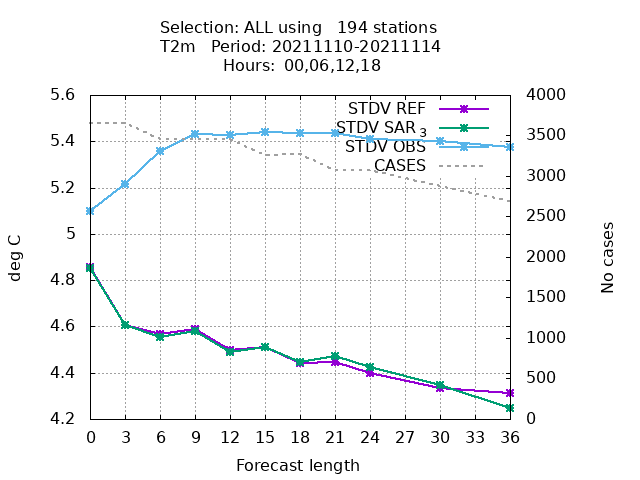 Selection: ALL using   194 stations
T2m   Period: 20211110-20211114
Hours:  00,06,12,18
5.6
5.4
5.2
5
4.8
4.6
4.4
4.2
deg C
4000
3500
3000
2500
2000
1500
1000
500
0
No cases
STDV REF
STDV SAR 3
STDV OBS
CASES
0 3 6 9 12 15 18 21 24 27 30 33 36
Forecast length